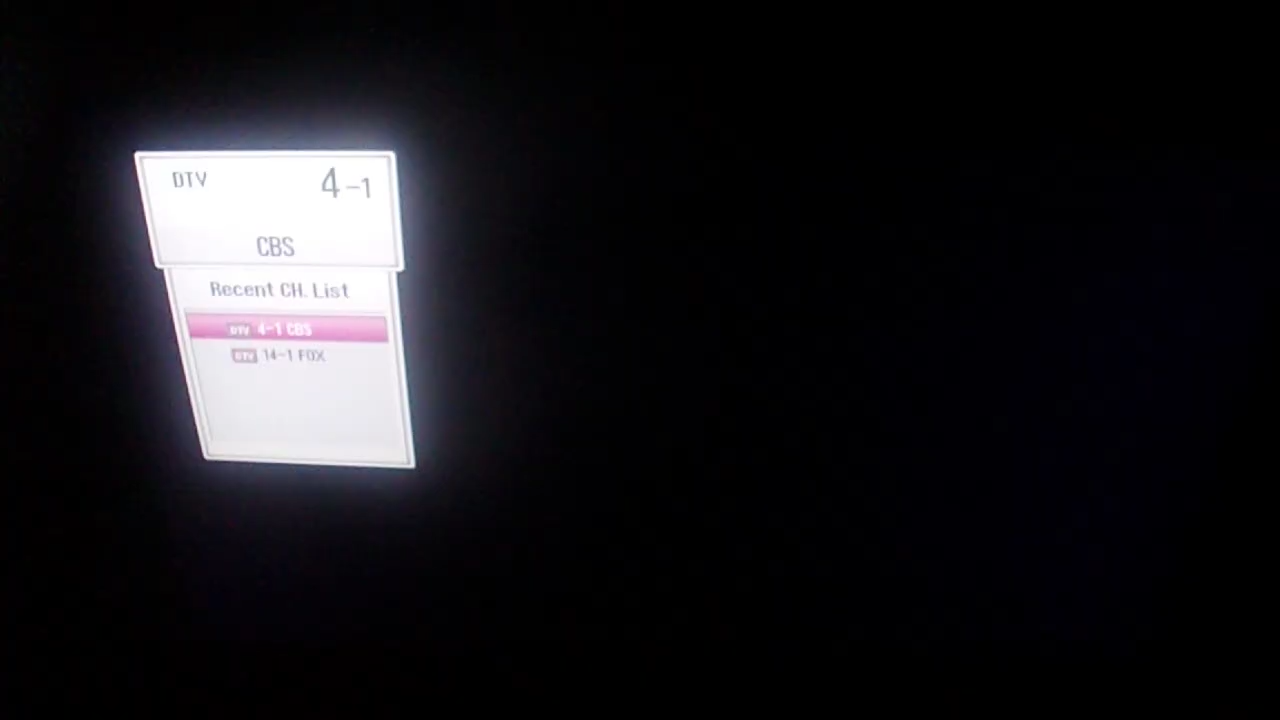 DTV 4-1
CBS
Recent CH. List
DTV 4-1 CBS
DTV 14-1 FOX